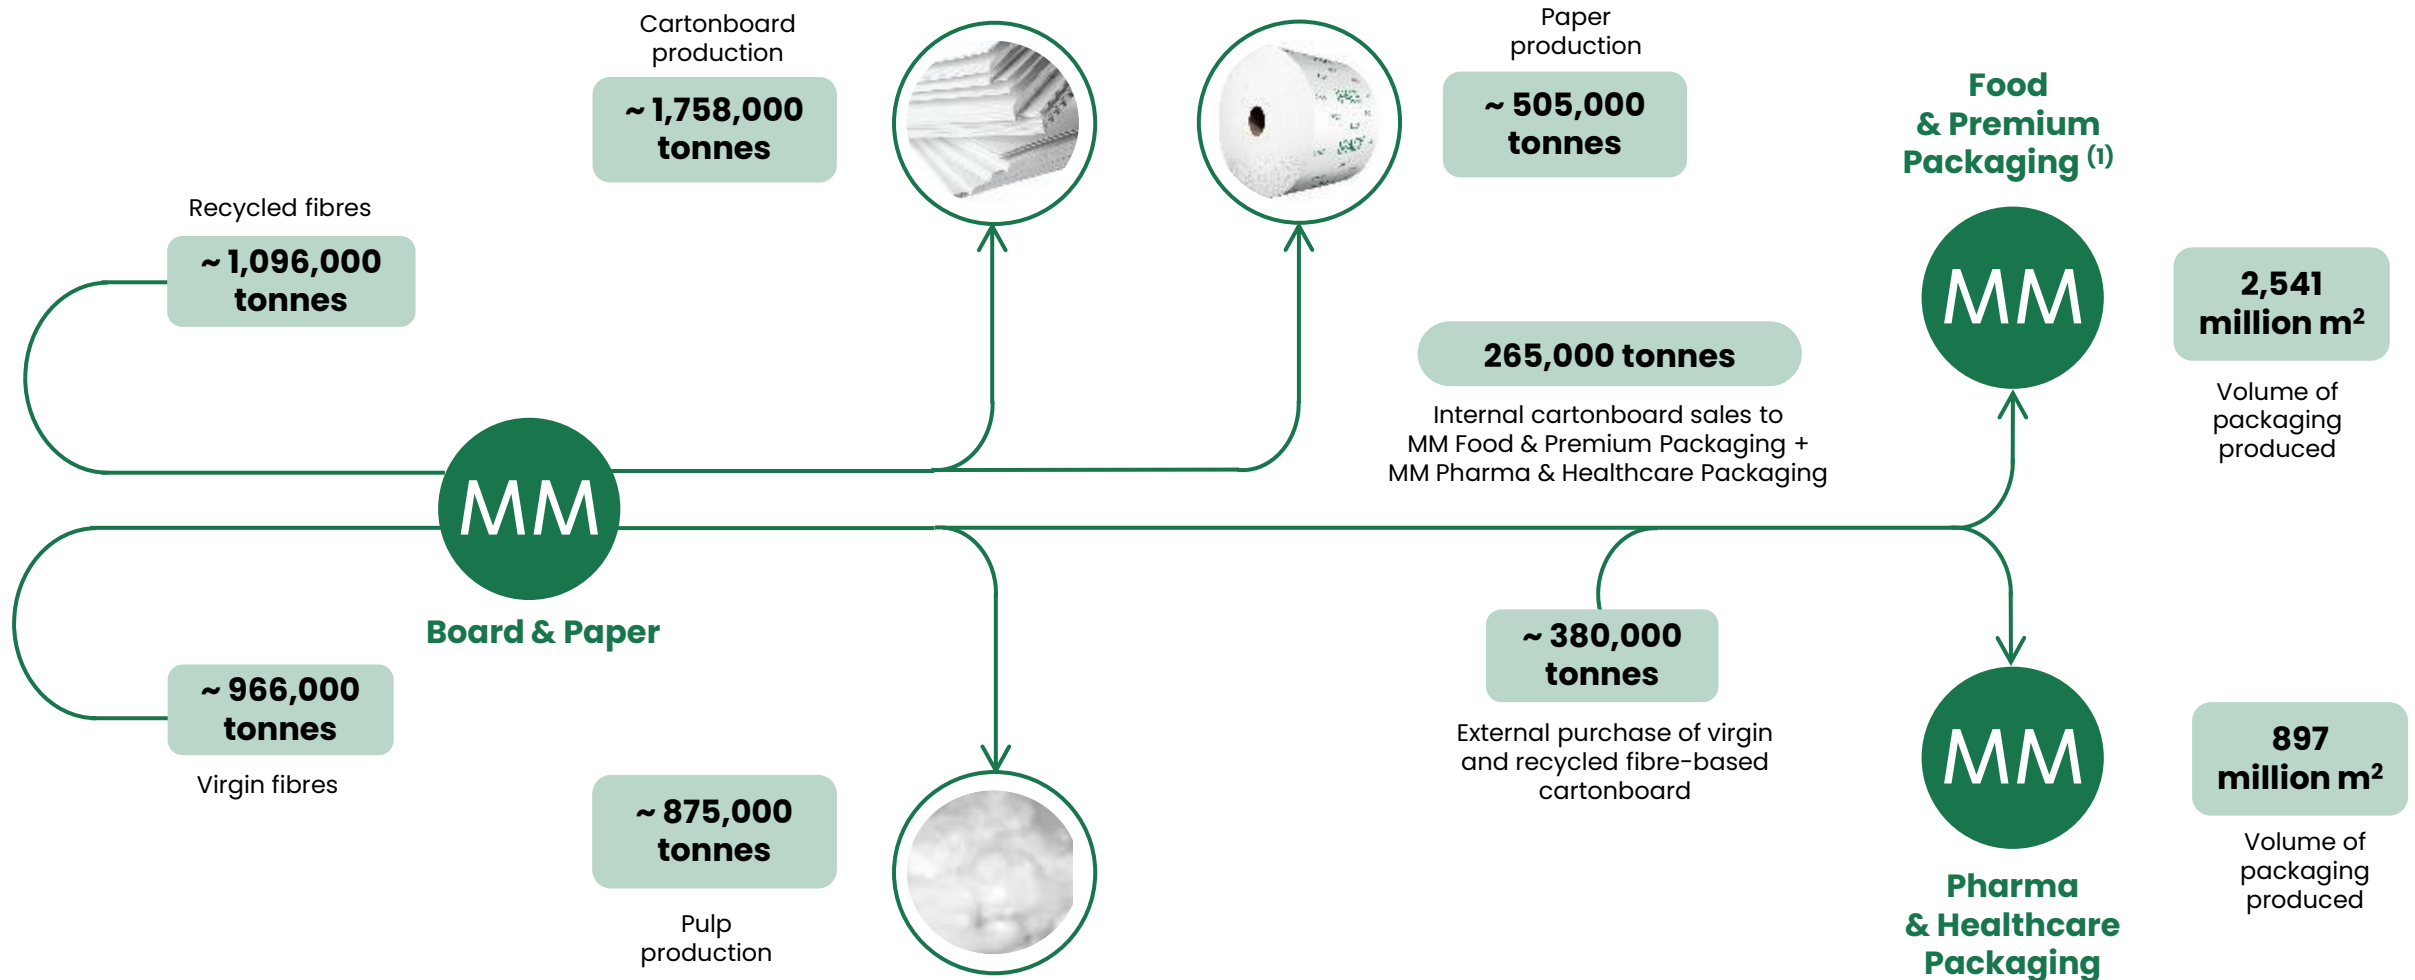 Cartonboard
production
~ 1,758,000
tonnes
Paper
production
~ 505,000
tonnes
Food
& Premium
Packaging (1)
MM
2,541
million m²
Volume of
packaging
produced
Recycled fibres
~ 1,096,000
tonnes
265,000 tonnes
Internal cartonboard sales to
MM Food & Premium Packaging +
MM Pharma & Healthcare Packaging
MM
Board & Paper
~ 966,000
tonnes
Virgin fibres
~ 875,000
tonnes
Pulp
production
~ 380,000
tonnes
External purchase of virgin
and recycled fibre-based
cartonboard
MM
Pharma
& Healthcare
Packaging
897
million m²
Volume of
packaging
produced